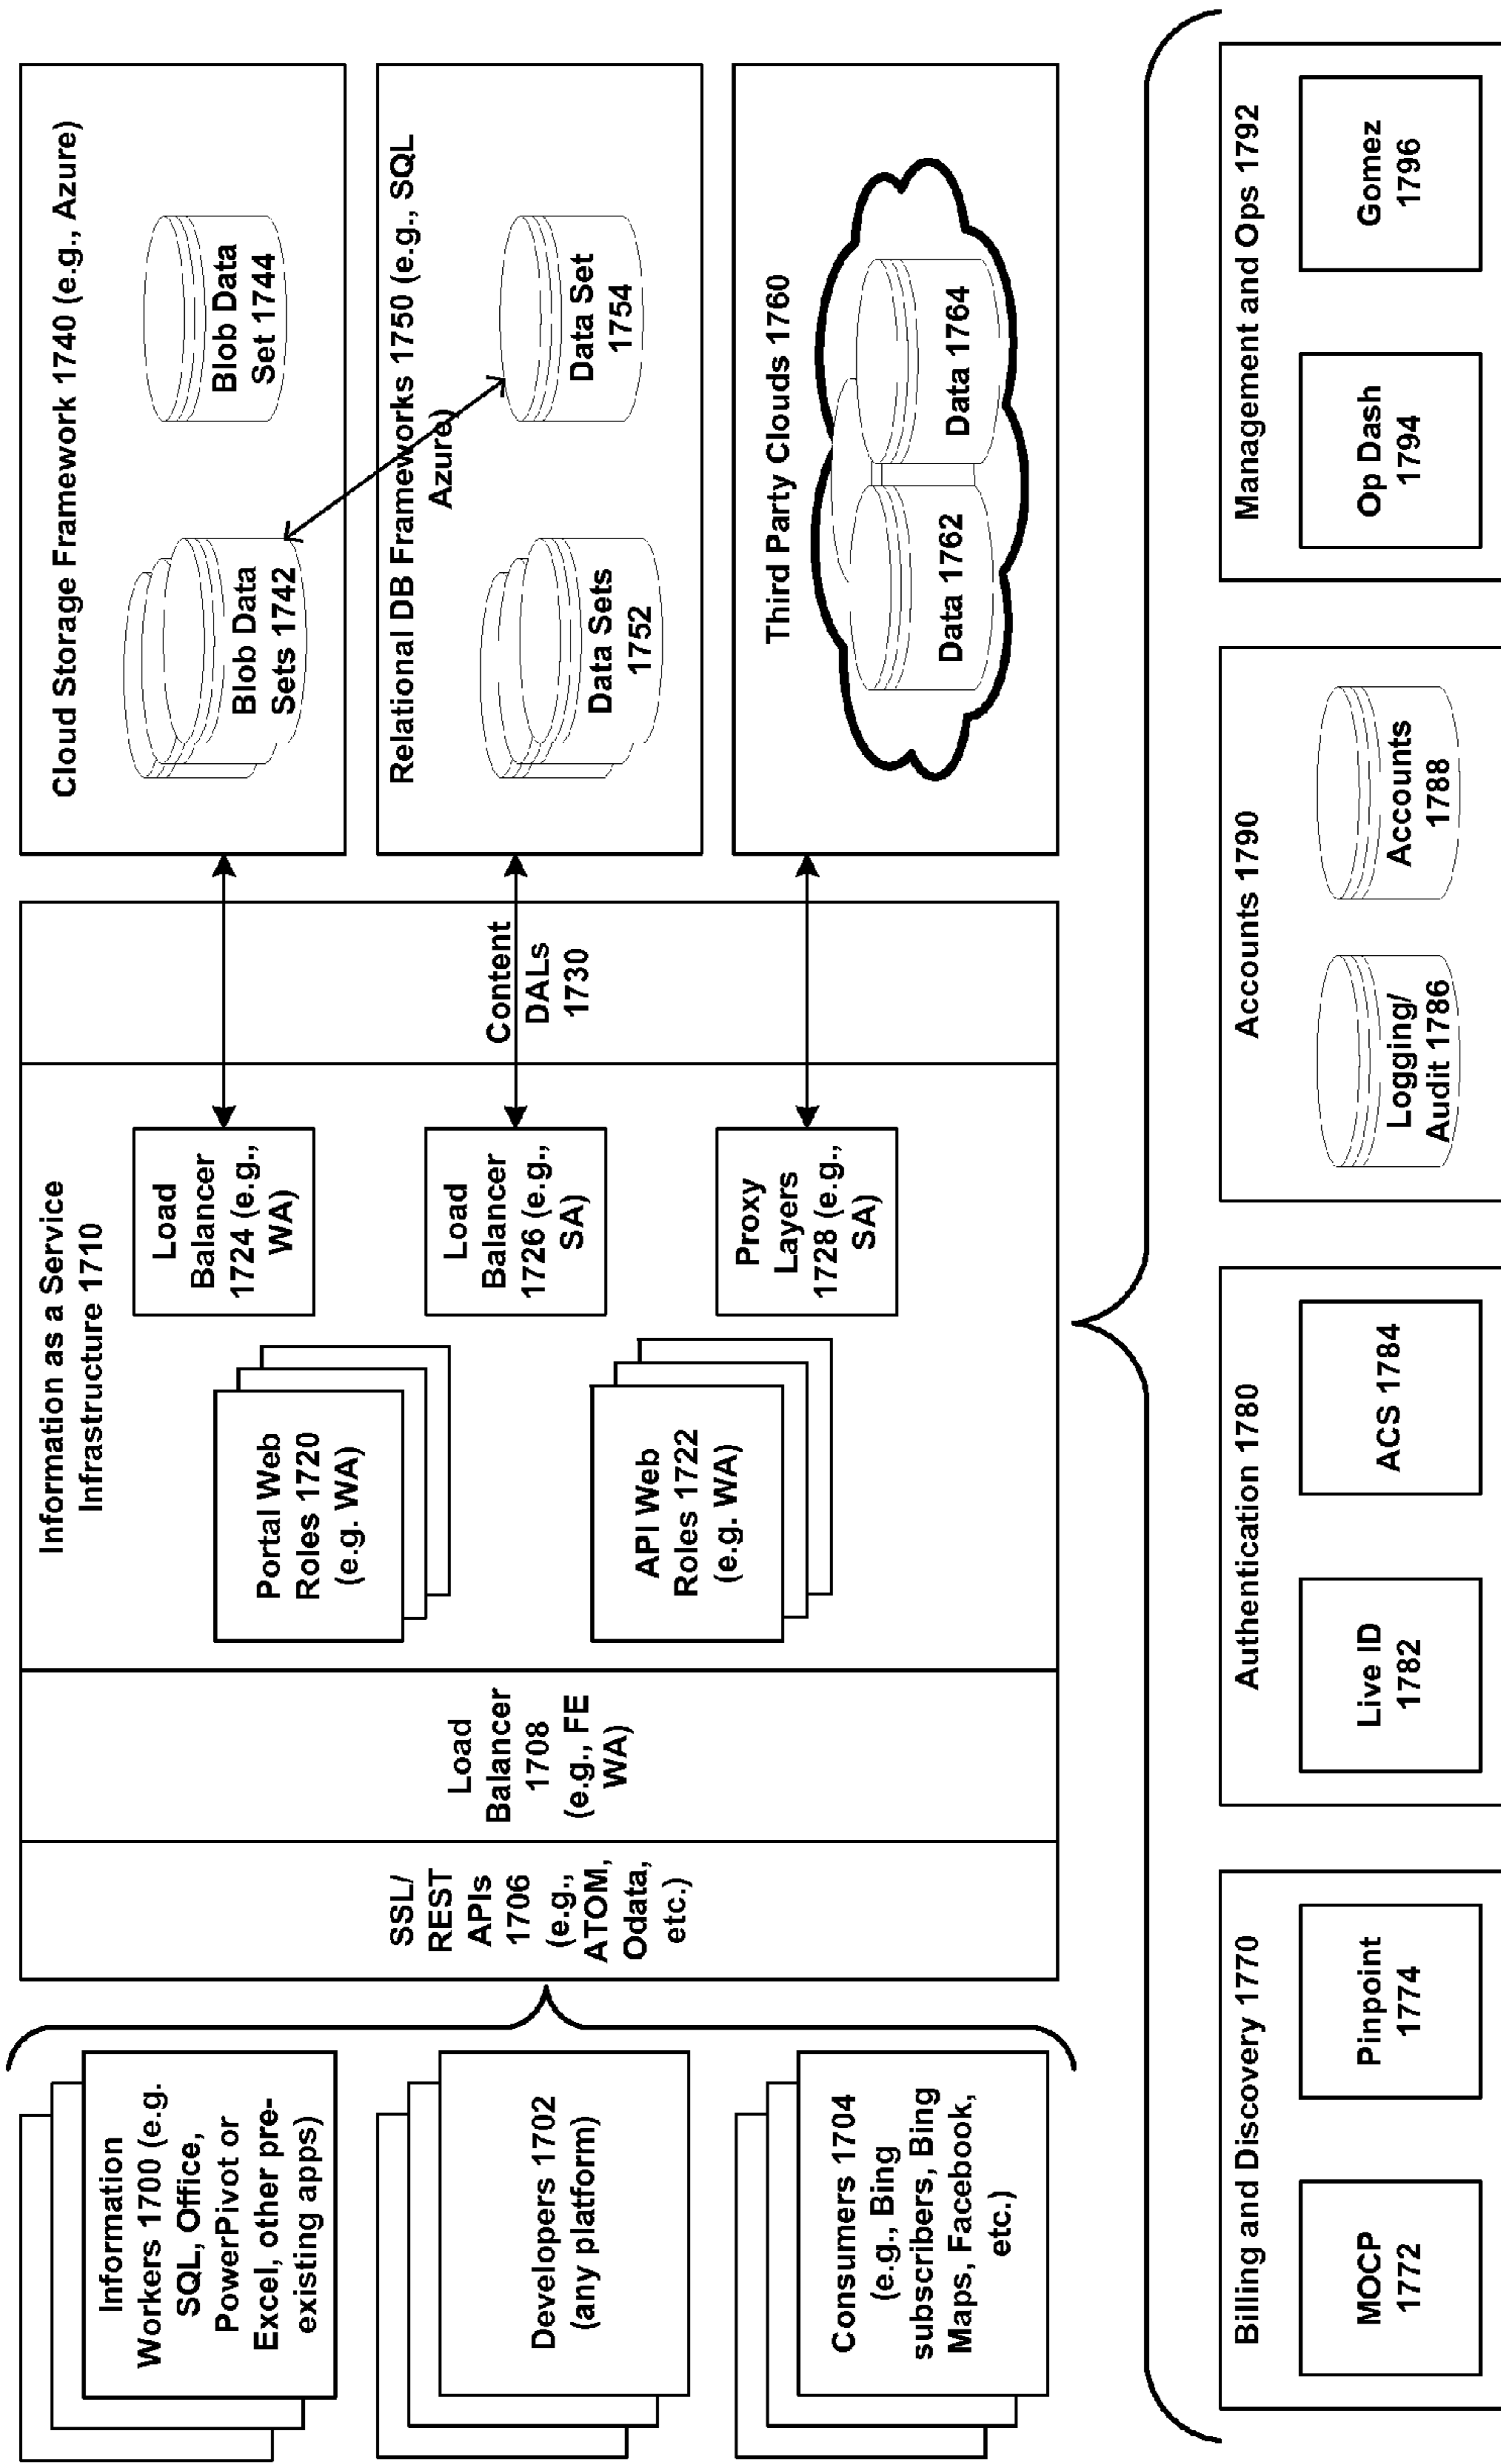 Information
Workers 1700 (e.g.
SQL, Office,
PowerPivot or
Excel, other pre-
existing apps)
Developers 1702
(any platform)
Consumers 1704
(e.g., Bing
subscribers, Bing
Maps, Facebook,
etc.)
SSL/
REST
APIs
1706
(e.g.,
ATOM,
Odata,
etc.)
Load
Balancer
1708
(e.g., FE
WA)
Information as a Service
Infrastructure 1710
Portal Web
Roles 1720
(e.g. WA)
API Web
Roles 1722
(e.g. WA)
Load
Balancer
1724 (e.g.,
WA)
Load
Balancer
1726 (e.g.,
SA)
Proxy
Layers
1728 (e.g.,
SA)
Content
DALs
1730
Cloud Storage Framework 1740 (e.g., Azure)
Blob Data
Sets 1742
Blob Data
Set 1744
Relational DB Frameworks 1750 (e.g., SQL
Azure)
Data Sets
1752
Data Set
1754
Third Party Clouds 1760
Data 1762
Data 1764
Billing and Discovery 1770
MOCP
1772
Pinpoint
1774
Authentication 1780
Live ID
1782
ACS 1784
Accounts 1790
Logging/
Audit 1786
Accounts
1788
Management and Ops 1792
Op Dash
1794
Gomez
1796